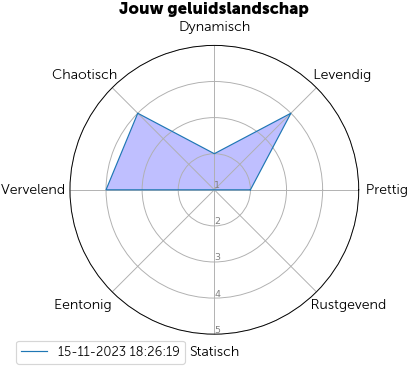 Jouw geluidslandschap
Dynamisch
Chaotisch
Levendig
Vervelend
Prettig
1
2
3
4
5
Eentonig
Rustgevend
15-11-2023 18:26:19
Statisch